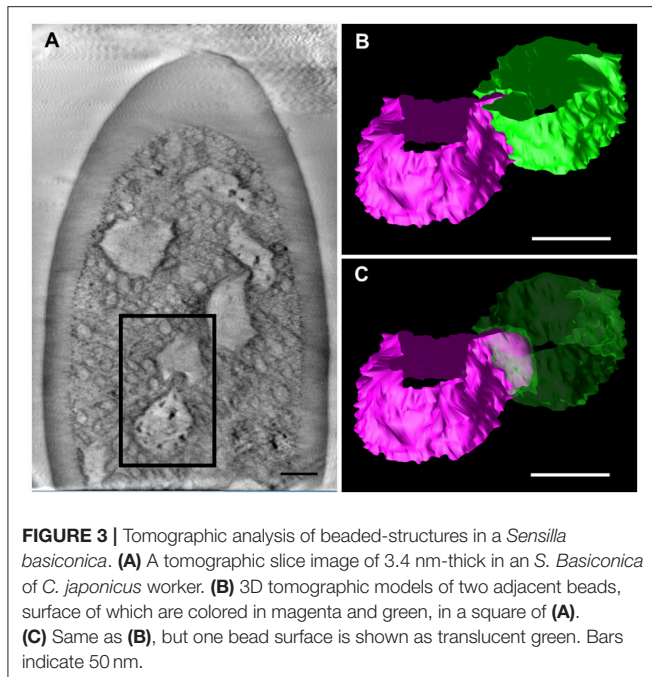 A
B
C
FIGURE 3 | Tomographic analysis of beaded-structures in a Sensilla
basiconica. (A) A tomographic slice image of 3.4 nm-thick in an S. Basiconica
of C. japonicus worker. (B) 3D tomographic models of two adjacent beads,
surface of which are colored in magenta and green, in a square of (A).
(C) Same as (B), but one bead surface is shown as translucent green. Bars
indicate 50 nm.